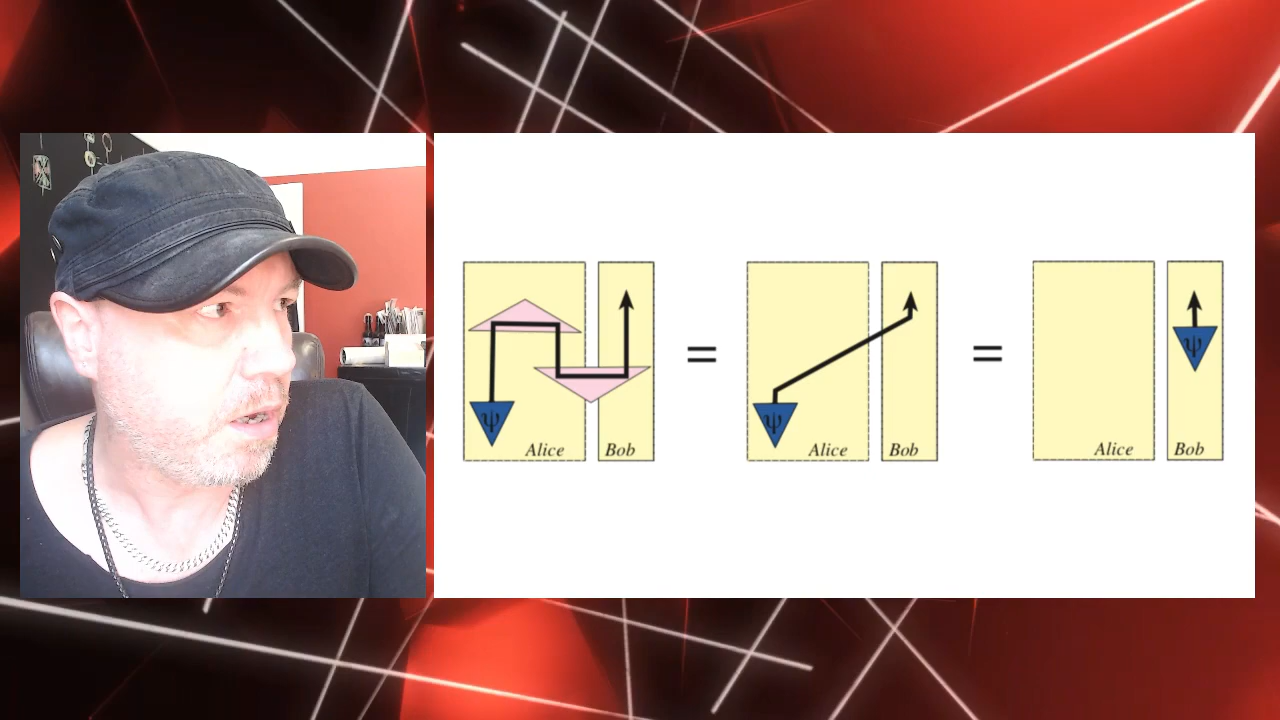 ψ
Alice Bob
=
ψ
Alice Bob
=
ψ
Alice Bob